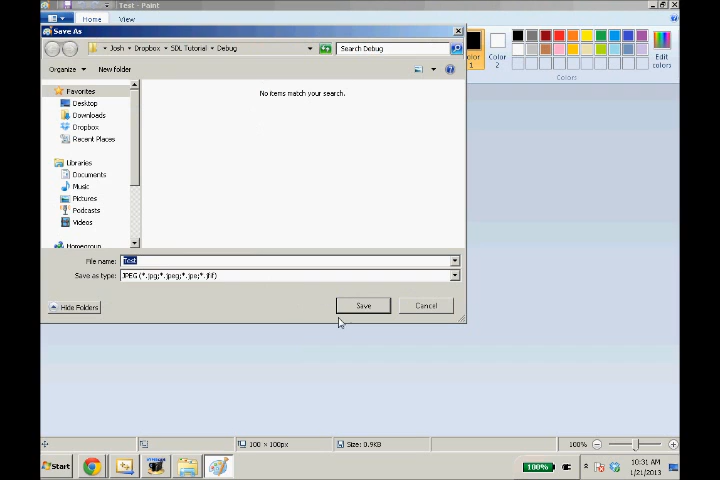 Test - Paint
Home View
Save As
Josh Dropbox SDL Tutorial Debug
Search Debug
Organize New folder
Favorites
Desktop
Downloads
Dropbox
Recent Places
Libraries
Documents
Music
Pictures
Podcasts
Videos
Homegroup
No items match your search.
File name: Test
Save as type: JPEG (*.jpg;*.jpeg;*.jpe;*.jfif)
Hide Folders
Save Cancel
Color
1
Color
2
Edit
colors
Colors
100 × 100px
Size: 0.9KB
100%
Start
100%
10:31 AM
1/21/2013